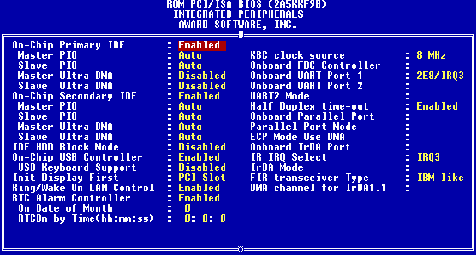 ROM PCI/ISA BIOS (2A5KKF9B)
INTEGRATED PERIPHERALS
AWARD SOFTWARE, INC.
On-Chip Primary IDE : Enabled
Master PIO : Auto
Slave PIO : Auto
Master Ultra DMA : Disabled
Slave Ultra DMA : Disabled
On-Chip Secondary IDE : Enabled
Master PIO : Auto
Slave PIO : Auto
Master Ultra DMA : Auto
Slave Ultra DMA : Auto
IDE HDD Block Mode : Disabled
On-Chip USB Controller : Enabled
USB Keyboard Support : Disabled
Init Display First : PCI Slot
Ring/Wake On LAN Control : Enabled
RTC Alarm Controller : Enabled
On Date of Month : 0
RTCOn by Time(hh:mm:ss) : 0: 0: 0
KBC clock source : 8 MHz
Onboard FDC Controller :
Onboard UART Port 1 : 2E8/IRQ3
Onboard UART Port 2 :
UART2 Mode :
Half Duplex time-out : Enabled
Onboard Parallel Port :
Parallel Port Mode :
ECP Mode Use DMA :
Onboard IrDA Port :
IR IRQ Select : IRQ3
IrDA Mode :
FIR transceiver Type : IBM like
DMA channel for IrDA1.1 :